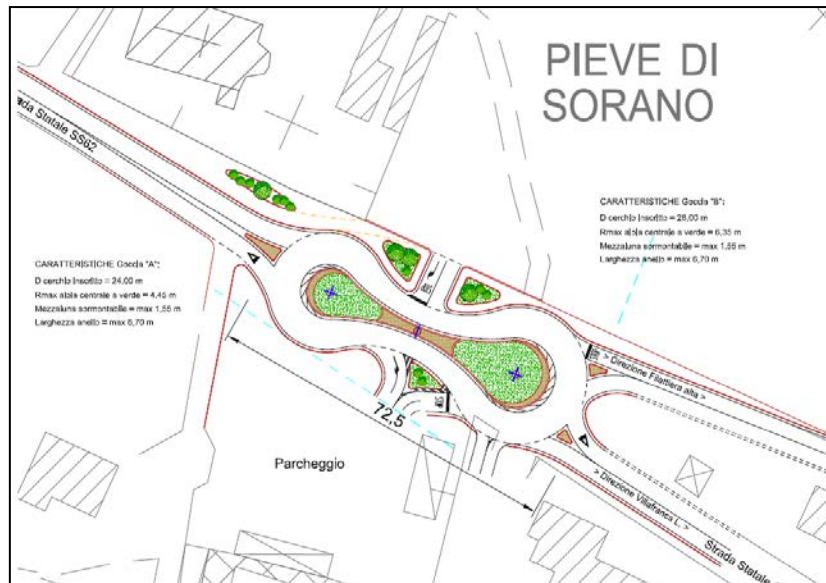 PIEVE DI
SORANO
Strada Statale SS62
CARATTERISTICHE Goccia "B":
D cerchio inscritto = 28,00 m
Rmax aiola centrale a verde = 6,35 m
Mezzaluna sormontabile = max 1,55 m
Larghezza anello = max 6,70 m
CARATTERISTICHE Goccia "A":
D cerchio inscritto = 24,00 m
Rmax aiola centrale a verde = 4,45 m
Mezzaluna sormontabile = max 1,55 m
Larghezza anello = max 6,70 m
> Direzione Filattiera alta >
72,5
Parcheggio
> Direzione Villafranca L. >
Strada Statale